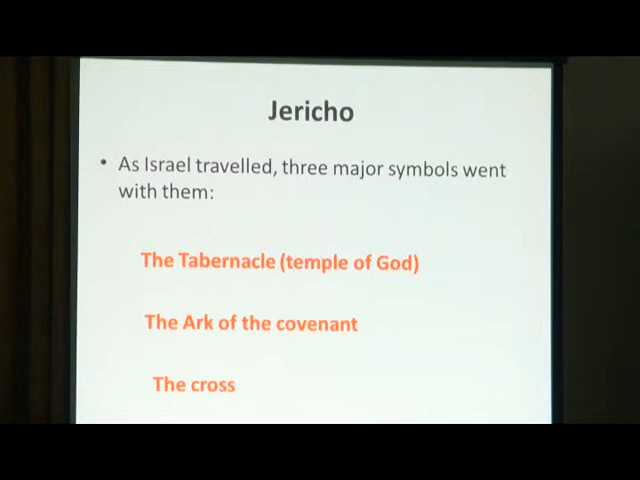 Jericho
• As Israel travelled, three major symbols went
with them:
The Tabernacle (temple of God)
The Ark of the covenant
The cross